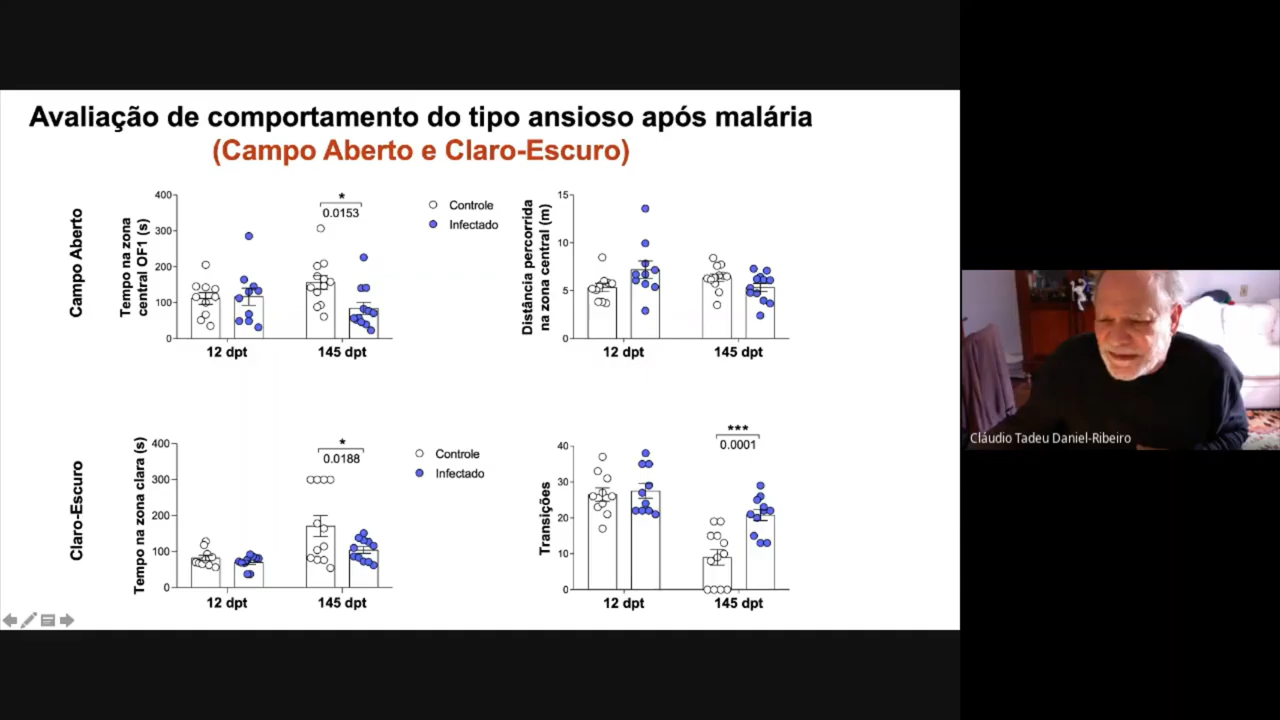 Avaliação de comportamento do tipo ansioso após malária
(Campo Aberto e Claro-Escuro)
Campo Aberto
Tempo na zona
central OF1 (s)
400
300
200
100
0
*
0.0153
12 dpt
145 dpt
Controle
Infectado
Distância percorrida
na zona central (m)
15
10
5
0
12 dpt
145 dpt
Claro-Escuro
Tempo na zona clara (s)
400
300
200
100
0
*
0.0188
12 dpt
145 dpt
Controle
Infectado
Transições
40
30
20
10
0
***
0.0001
12 dpt
145 dpt
Cláudio Tadeu Daniel-Ribeiro